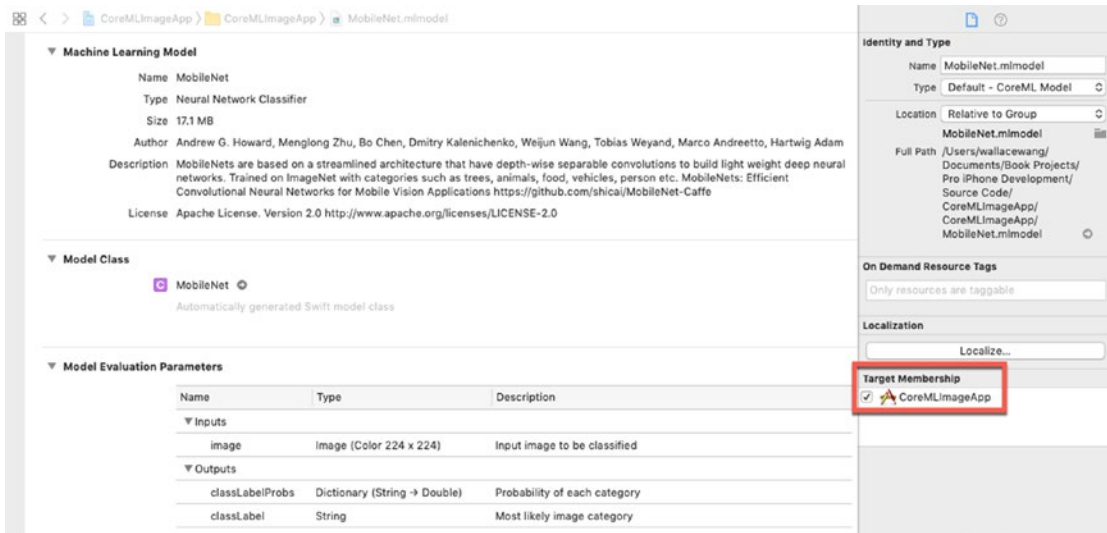 CoreMLImageApp 〉 CoreMLImageApp 〉 MobileNet.mlmodel
Machine Learning Model
Name MobileNet
Type Neural Network Classifier
Size 17.1 MB
Author Andrew G. Howard, Menglong Zhu, Bo Chen, Dmitry Kalenichenko, Weijun Wang, Tobias Weyand, Marco Andreetto, Hartwig Adam
Description MobileNets are based on a streamlined architecture that have depth-wise separable convolutions to build light weight deep neural
networks. Trained on ImageNet with categories such as trees, animals, food, vehicles, person etc. MobileNets: Efficient
Convolutional Neural Networks for Mobile Vision Applications https://github.com/shicai/MobileNet-Caffe
License Apache License. Version 2.0 http://www.apache.org/licenses/LICENSE-2.0
Model Class
C MobileNet
Automatically generated Swift model class
Model Evaluation Parameters
Name Type Description
Inputs
image Image (Color 224 x 224) Input image to be classified
Outputs
classLabelProbs Dictionary (String → Double) Probability of each category
classLabel String Most likely image category
Identity and Type
Name MobileNet.mlmodel
Type Default - CoreML Model
Location Relative to Group
MobileNet.mlmodel
Full Path /Users/wallacewang/
Documents/Book Projects/
Pro iPhone Development/
Source Code/
CoreMLImageApp/
CoreMLImageApp/
MobileNet.mlmodel
On Demand Resource Tags
Only resources are taggable
Localization
Localize...
Target Membership
CoreMLImageApp